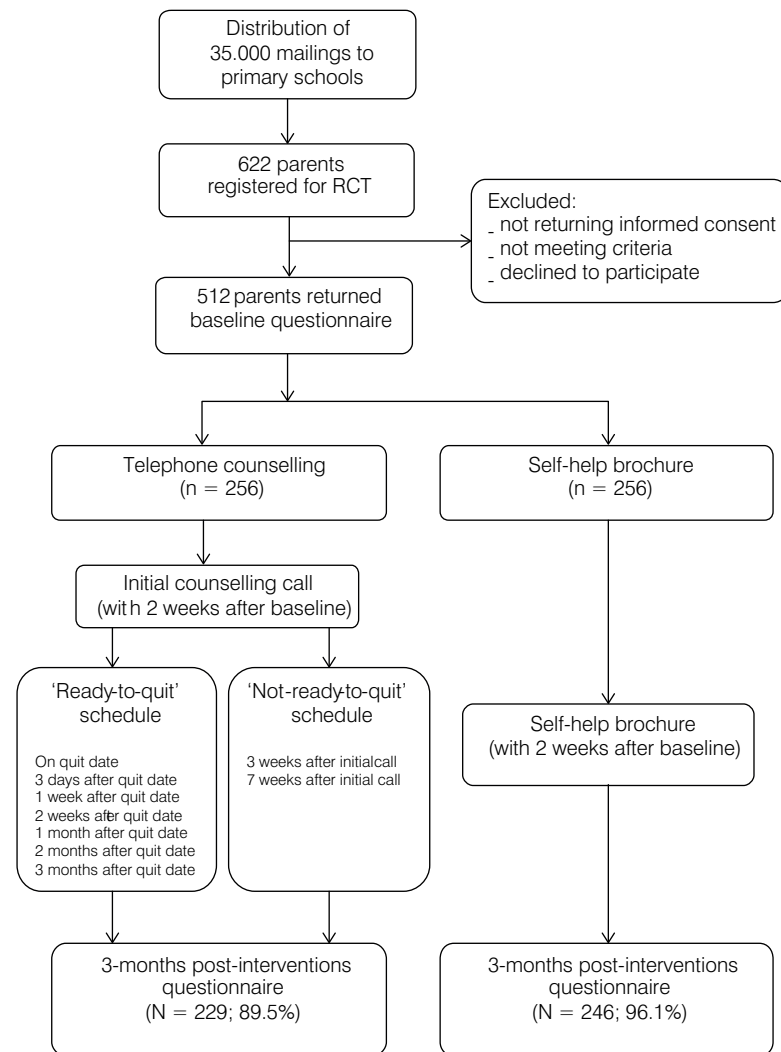 Distribution of
35.000 mailings to
primary schools
622 parents
registered for RCT
Excluded:
- not returning informed consent
- not meeting criteria
- declined to participate
512 parents returned
baseline questionnaire
Telephone counselling
(n = 256)
Self-help brochure
(n = 256)
Initial counselling call
(with 2 weeks after baseline)
'Ready-to-quit'
schedule
On quit date
3 days after quit date
1 week after quit date
2 weeks after quit date
1 month after quit date
2 months after quit date
3 months after quit date
'Not-ready-to-quit'
schedule
3 weeks after initialcall
7 weeks after initial call
Self-help brochure
(with 2 weeks after baseline)
3-months post-interventions
questionnaire
(N = 229; 89.5%)
3-months post-interventions
questionnaire
(N = 246; 96.1%)